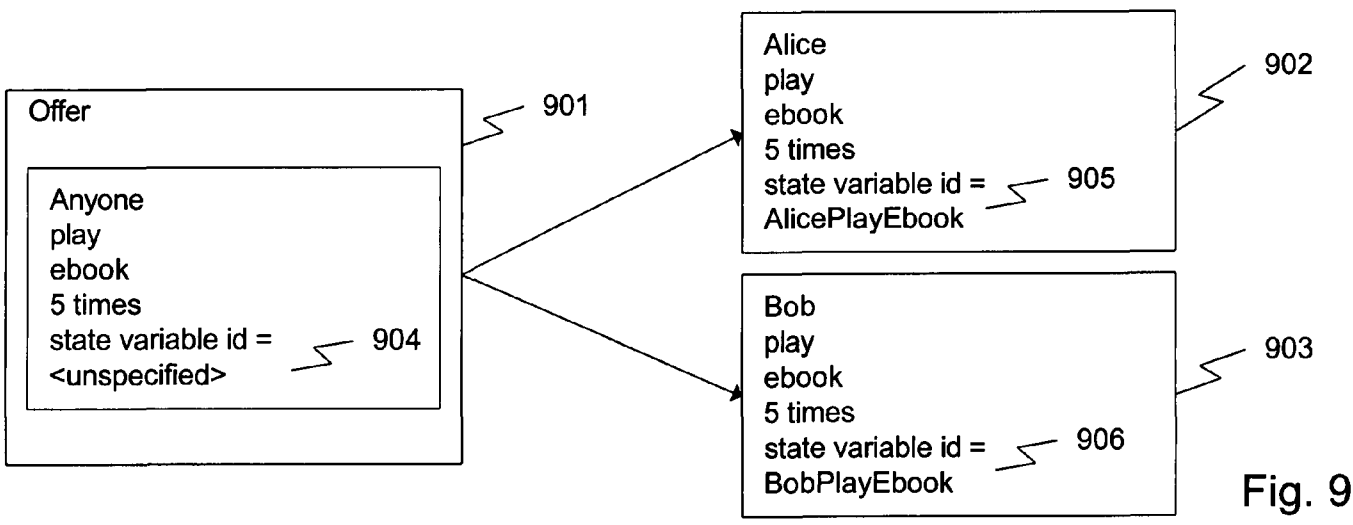 Offer
901
Anyone
play
ebook
5 times
state variable id =
904
<unspecified>
Alice
play
ebook
5 times
state variable id =
905
AlicePlayEbook
902
Bob
play
ebook
5 times
state variable id =
906
BobPlayEbook
903
Fig. 9